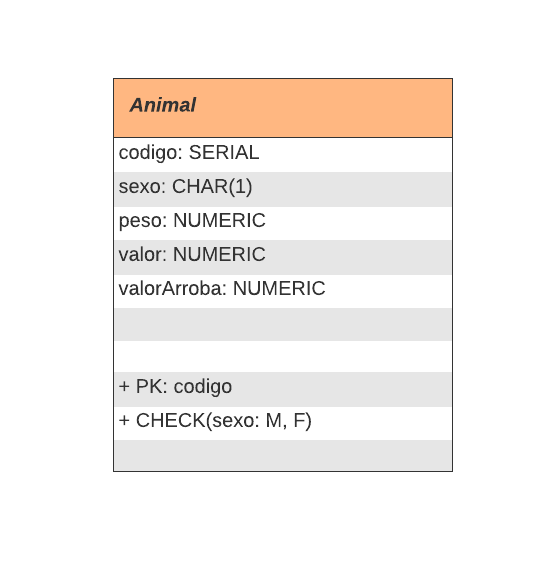 Animal
codigo: SERIAL
sexo: CHAR(1)
peso: NUMERIC
valor: NUMERIC
valorArroba: NUMERIC
+ PK: codigo
+ CHECK(sexo: M, F)